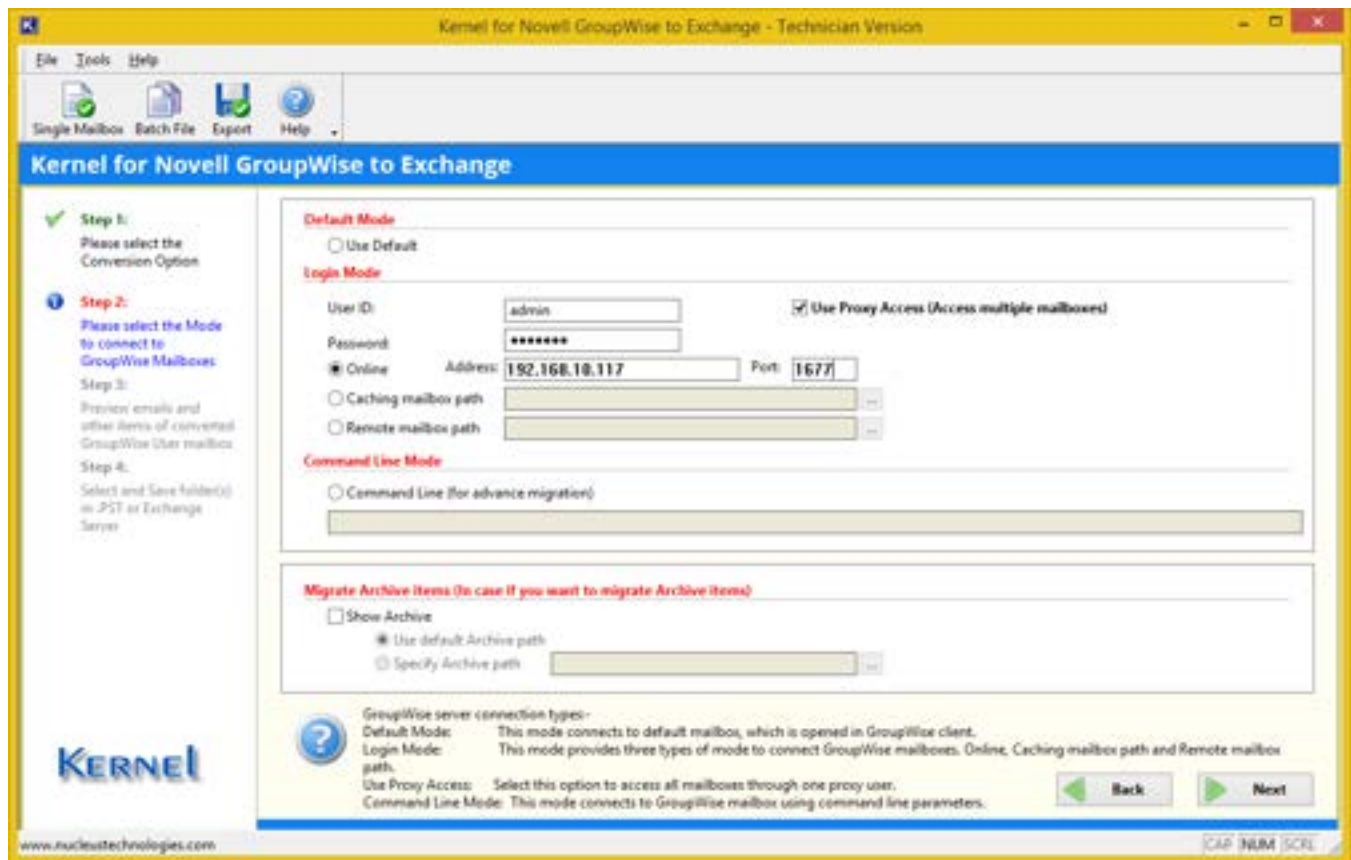 Kernel for Novell GroupWise to Exchange - Technician Version
File Tools Help
Single Mailbox Batch File Export Help
Kernel for Novell GroupWise to Exchange
Step 1:
Please select the
Conversion Option
Step 2:
Please select the Mode
to connect to
GroupWise Mailboxes
Step 3:
Preview emails and
other items of converted
GroupWise User mailbox
Step 4:
Select and Save folder(s)
in .PST or Exchange
Server
KERNEL
Default Mode
Use Default
Login Mode
User ID: admin Use Proxy Access (Access multiple mailboxes)
Password: •••••••
Online Address: 192.168.10.117 Port: 1677
Caching mailbox path ...
Remote mailbox path ...
Command Line Mode
Command Line (for advance migration)
Migrate Archive items (In case if you want to migrate Archive items)
Show Archive
Use default Archive path
Specify Archive path ...
GroupWise server connection types:-
Default Mode: This mode connects to default mailbox, which is opened in GroupWise client.
Login Mode: This mode provides three types of mode to connect GroupWise mailboxes. Online, Caching mailbox path and Remote mailbox
path.
Use Proxy Access: Select this option to access all mailboxes through one proxy user.
Command Line Mode: This mode connects to GroupWise mailbox using command line parameters.
Back Next
www.nucleustechnologies.com CAP NUM SCRL